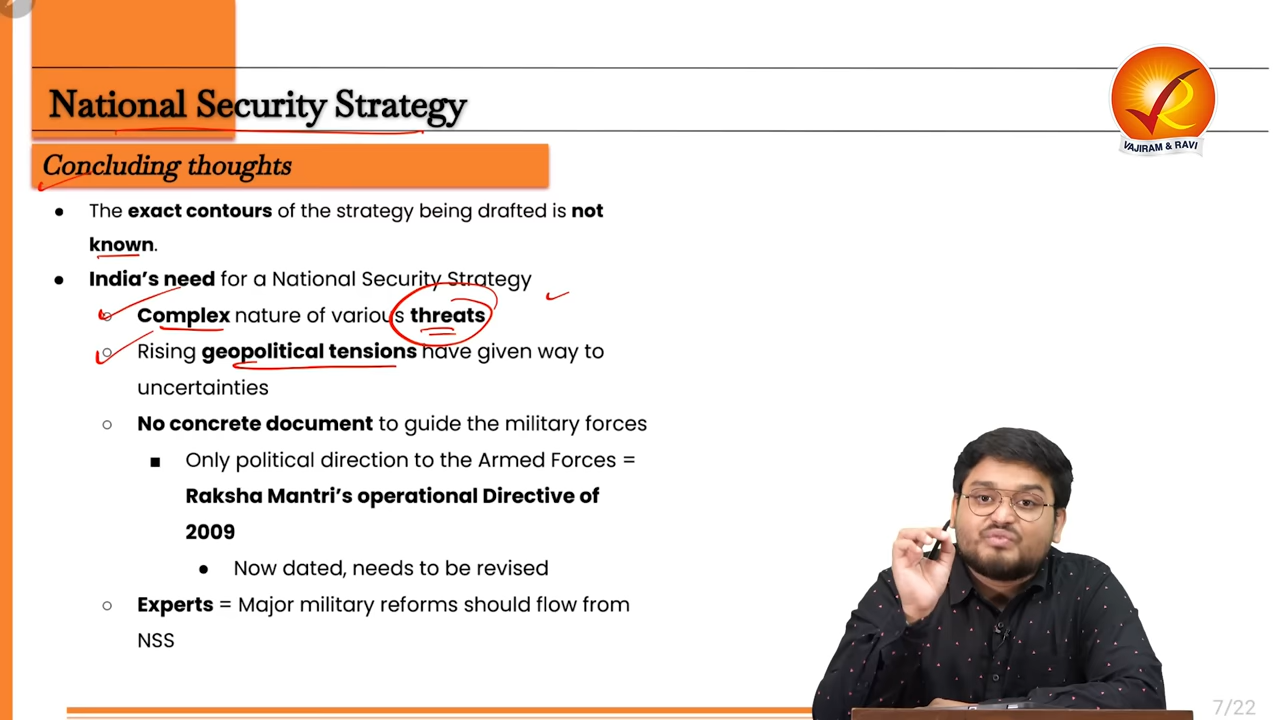 National Security Strategy
VAJIRAM & RAVI
Concluding thoughts
● The exact contours of the strategy being drafted is not
known.
● India's need for a National Security Strategy
○ Complex nature of various threats
○ Rising geopolitical tensions have given way to
uncertainties
○ No concrete document to guide the military forces
■ Only political direction to the Armed Forces =
Raksha Mantri's operational Directive of
2009
● Now dated, needs to be revised
○ Experts = Major military reforms should flow from
NSS
7/22